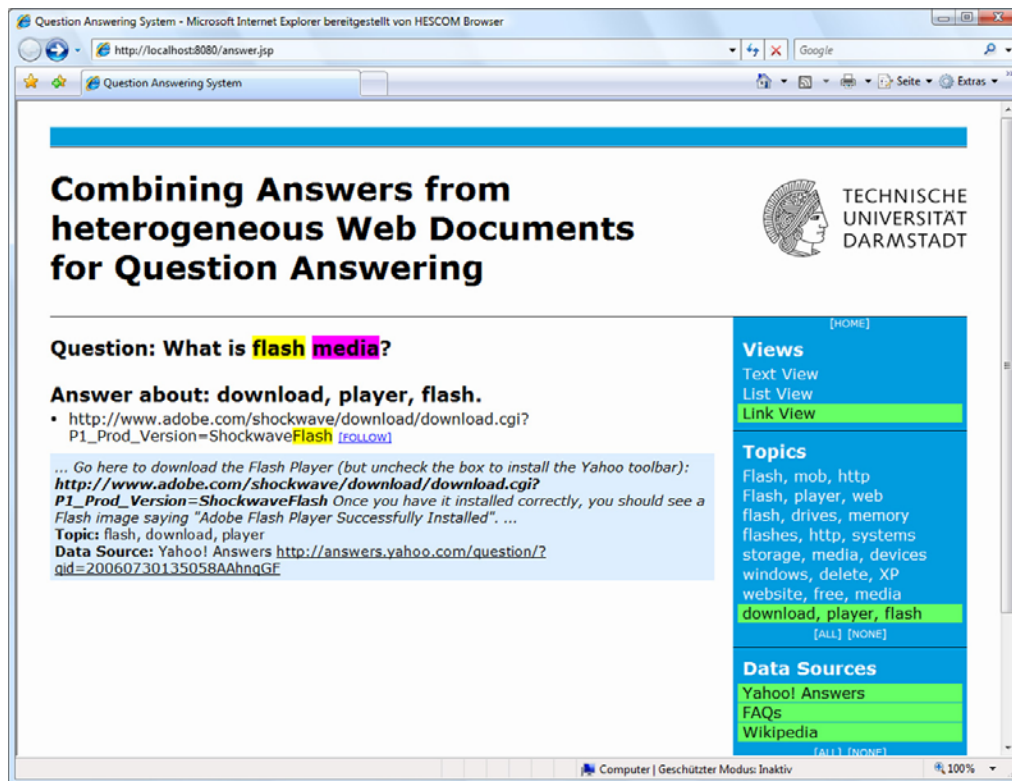 Question Answering System - Microsoft Internet Explorer bereitgestellt von HESCOM Browser
http://localhost:8080/answer.jsp
Google
Question Answering System
Seite
Extras
Combining Answers from
heterogeneous Web Documents
for Question Answering
TECHNISCHE
UNIVERSITÄT
DARMSTADT
Question: What is flash media?
Answer about: download, player, flash.
• http://www.adobe.com/shockwave/download/download.cgi?
P1_Prod_Version=ShockwaveFlash [FOLLOW]
... Go here to download the Flash Player (but uncheck the box to install the Yahoo toolbar):
http://www.adobe.com/shockwave/download/download.cgi?
P1_Prod_Version=ShockwaveFlash Once you have it installed correctly, you should see a
Flash image saying "Adobe Flash Player Successfully Installed". ...
Topic: flash, download, player
Data Source: Yahoo! Answers http://answers.yahoo.com/question/?
qid=20060730135058AAhnqGF
[HOME]
Views
Text View
List View
Link View
Topics
Flash, mob, http
Flash, player, web
flash, drives, memory
flashes, http, systems
storage, media, devices
windows, delete, XP
website, free, media
download, player, flash
[ALL] [NONE]
Data Sources
Yahoo! Answers
FAQs
Wikipedia
[ALL] [NONE]
Computer | Geschützter Modus: Inaktiv
100%